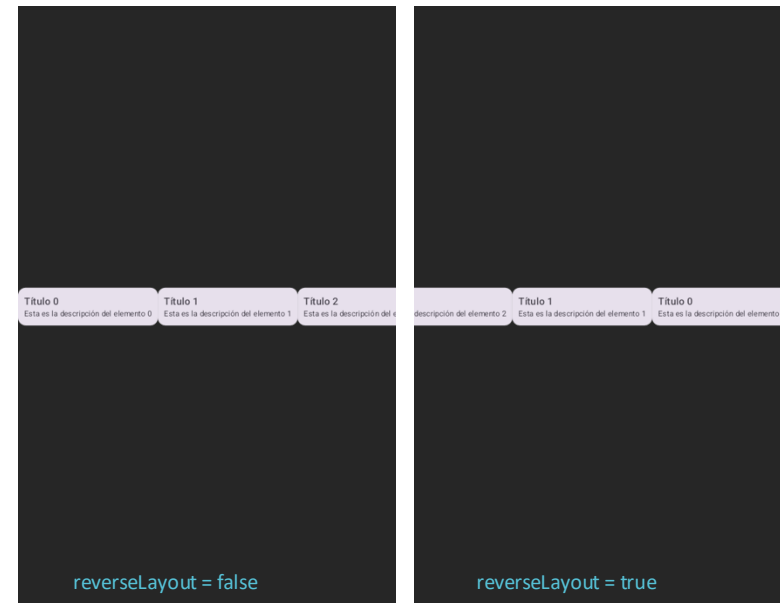 Título 0
Esta es la descripción del elemento 0
Título 1
Esta es la descripción del elemento 1
Título 2
Esta es la descripción del e
reverseLayout = false
descripción del elemento 2
Título 1
Esta es la descripción del elemento 1
Título 0
Esta es la descripción del elemento
reverseLayout = true